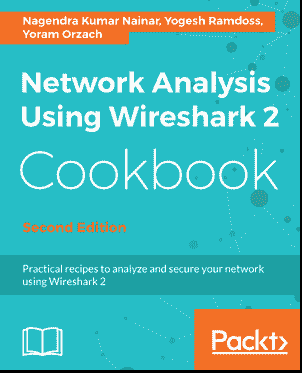 Nagendra Kumar Nainar, Yogesh Ramdoss,
Yoram Orzach
Network Analysis
Using Wireshark 2
Cookbook
Second Edition
Practical recipes to analyze and secure your network
using Wireshark 2
Packt>